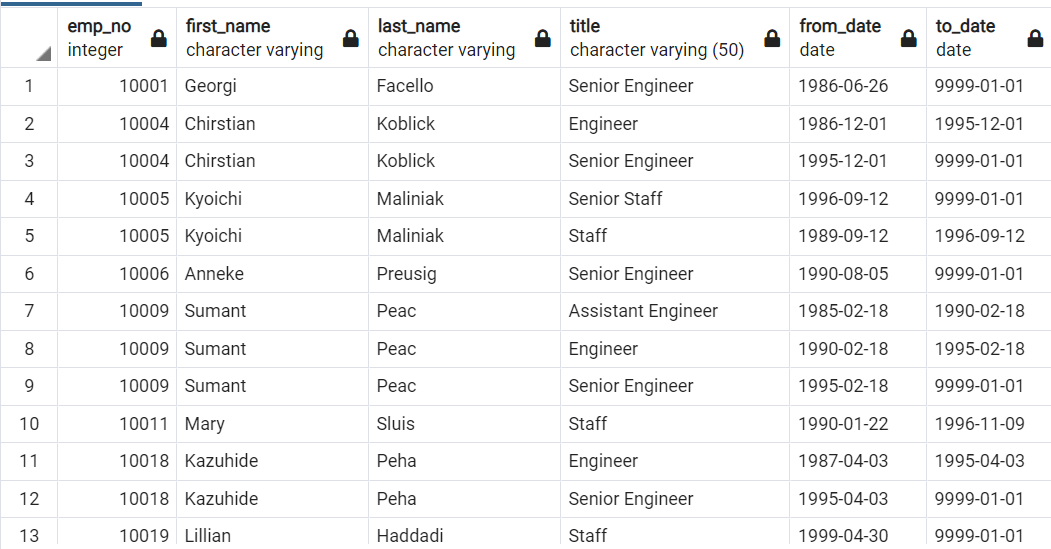 emp_no first_name last_name title from_date to_date
integer character varying character varying character varying (50) date date
1 10001 Georgi Facello Senior Engineer 1986-06-26 9999-01-01
2 10004 Chirstian Koblick Engineer 1986-12-01 1995-12-01
3 10004 Chirstian Koblick Senior Engineer 1995-12-01 9999-01-01
4 10005 Kyoichi Maliniak Senior Staff 1996-09-12 9999-01-01
5 10005 Kyoichi Maliniak Staff 1989-09-12 1996-09-12
6 10006 Anneke Preusig Senior Engineer 1990-08-05 9999-01-01
7 10009 Sumant Peac Assistant Engineer 1985-02-18 1990-02-18
8 10009 Sumant Peac Engineer 1990-02-18 1995-02-18
9 10009 Sumant Peac Senior Engineer 1995-02-18 9999-01-01
10 10011 Mary Sluis Staff 1990-01-22 1996-11-09
11 10018 Kazuhide Peha Engineer 1987-04-03 1995-04-03
12 10018 Kazuhide Peha Senior Engineer 1995-04-03 9999-01-01
13 10019 Lillian Haddadi Staff 1999-04-30 9999-01-01